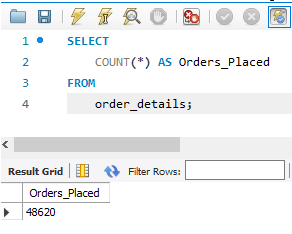 1 SELECT
2 COUNT(*) AS Orders_Placed
3 FROM
4 order_details;
Result Grid Filter Rows:
Orders_Placed
48620